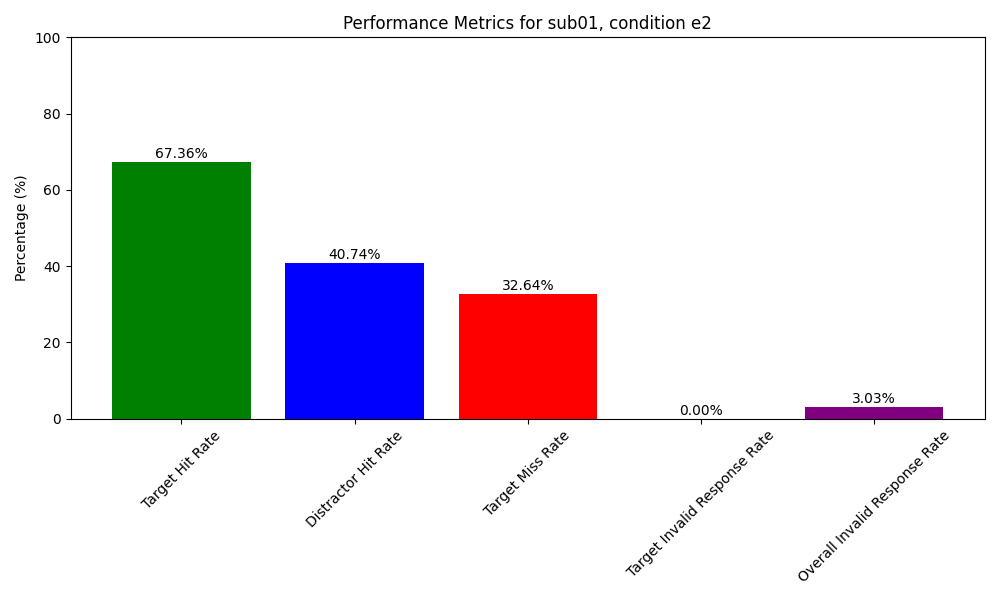 Performance Metrics for sub01, condition e2
Percentage (%)
100
80
60
40
20
0
67.36%
40.74%
32.64%
0.00%
3.03%
Target Hit Rate
Distractor Hit Rate
Target Miss Rate
Target Invalid Response Rate
Overall Invalid Response Rate